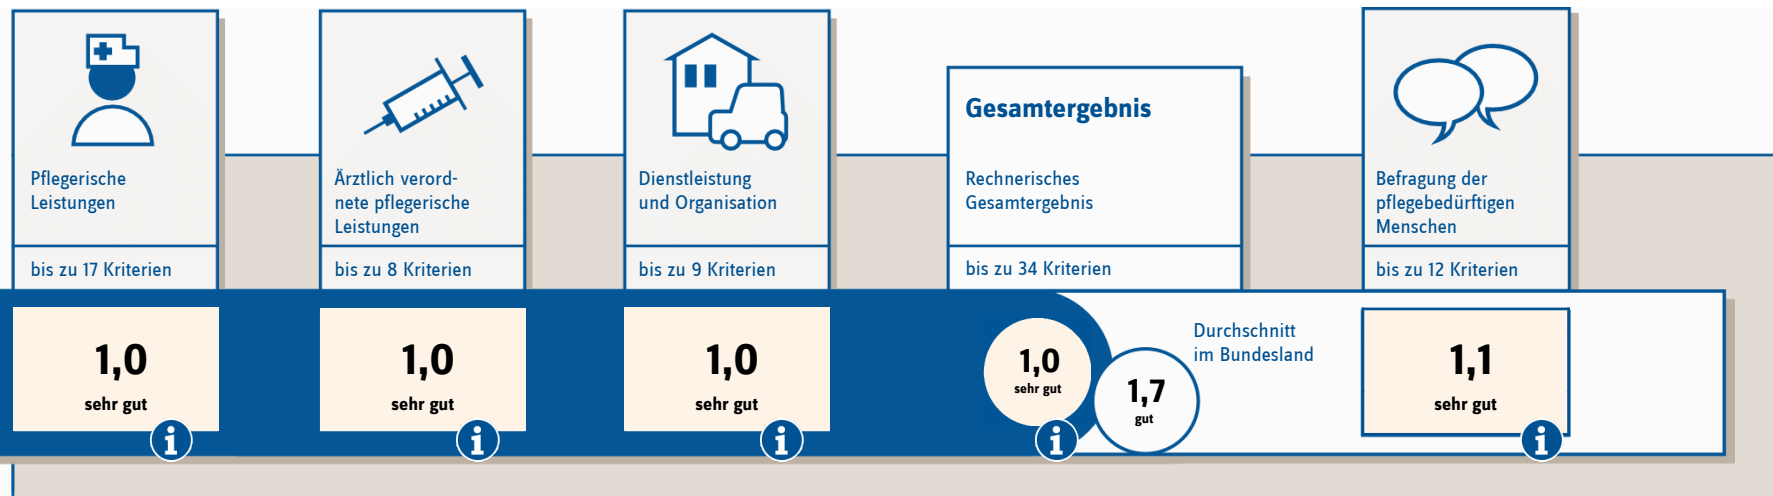 Pflegerische
Leistungen
bis zu 17 Kriterien
1,0
sehr gut
i
Ärztlich verord-
nete pflegerische
Leistungen
bis zu 8 Kriterien
1,0
sehr gut
i
Dienstleistung
und Organisation
bis zu 9 Kriterien
1,0
sehr gut
i
Gesamtergebnis
Rechnerisches
Gesamtergebnis
bis zu 34 Kriterien
1,0
sehr gut
i
1,7
gut
Durchschnitt
im Bundesland
Befragung der
pflegebedürftigen
Menschen
bis zu 12 Kriterien
1,1
sehr gut
i